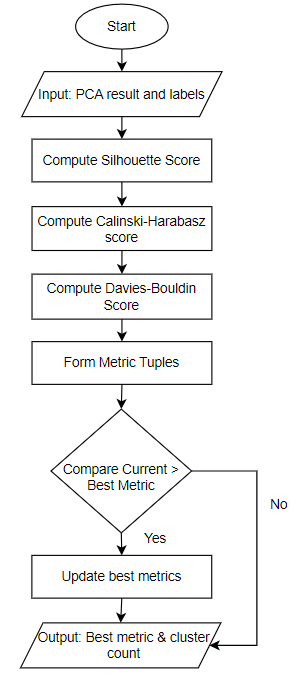 Start
Input: PCA result and labels
Compute Silhouette Score
Compute Calinski-Harabasz
score
Compute Davies-Bouldin
Score
Form Metric Tuples
Compare Current >
Best Metric
No
Yes
Update best metrics
Output: Best metric & cluster
count